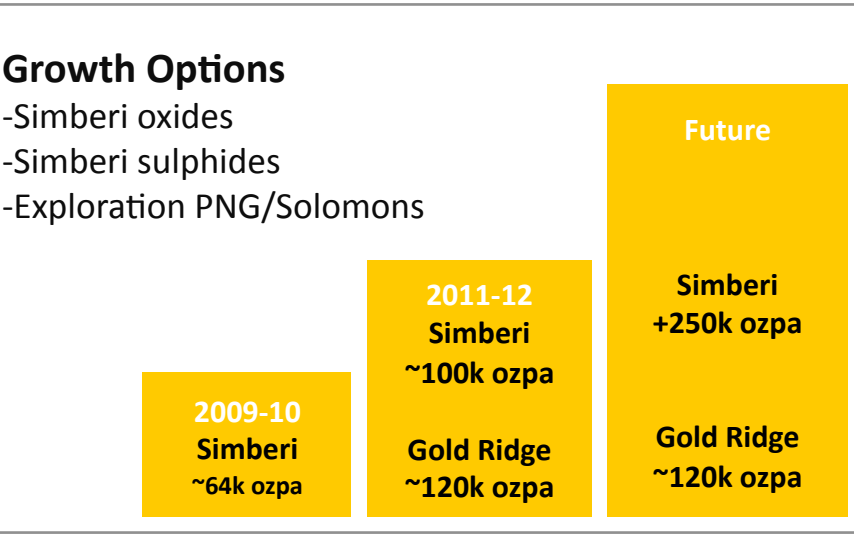 Growth Options
-Simberi oxides
-Simberi sulphides
-Exploration PNG/Solomons
2009-10
Simberi
~64k ozpa
2011-12
Simberi
~100k ozpa
Gold Ridge
~120k ozpa
Future
Simberi
+250k ozpa
Gold Ridge
~120k ozpa